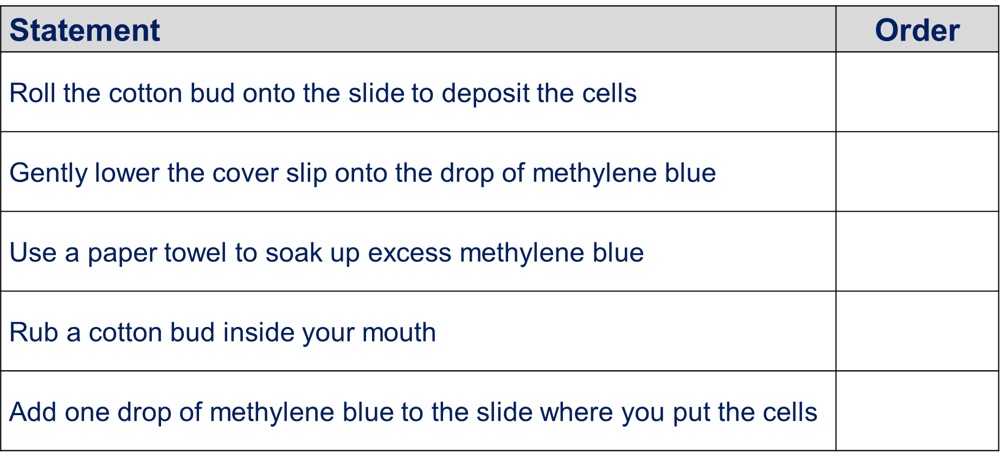 Statement Order
Roll the cotton bud onto the slide to deposit the cells
Gently lower the cover slip onto the drop of methylene blue
Use a paper towel to soak up excess methylene blue
Rub a cotton bud inside your mouth
Add one drop of methylene blue to the slide where you put the cells